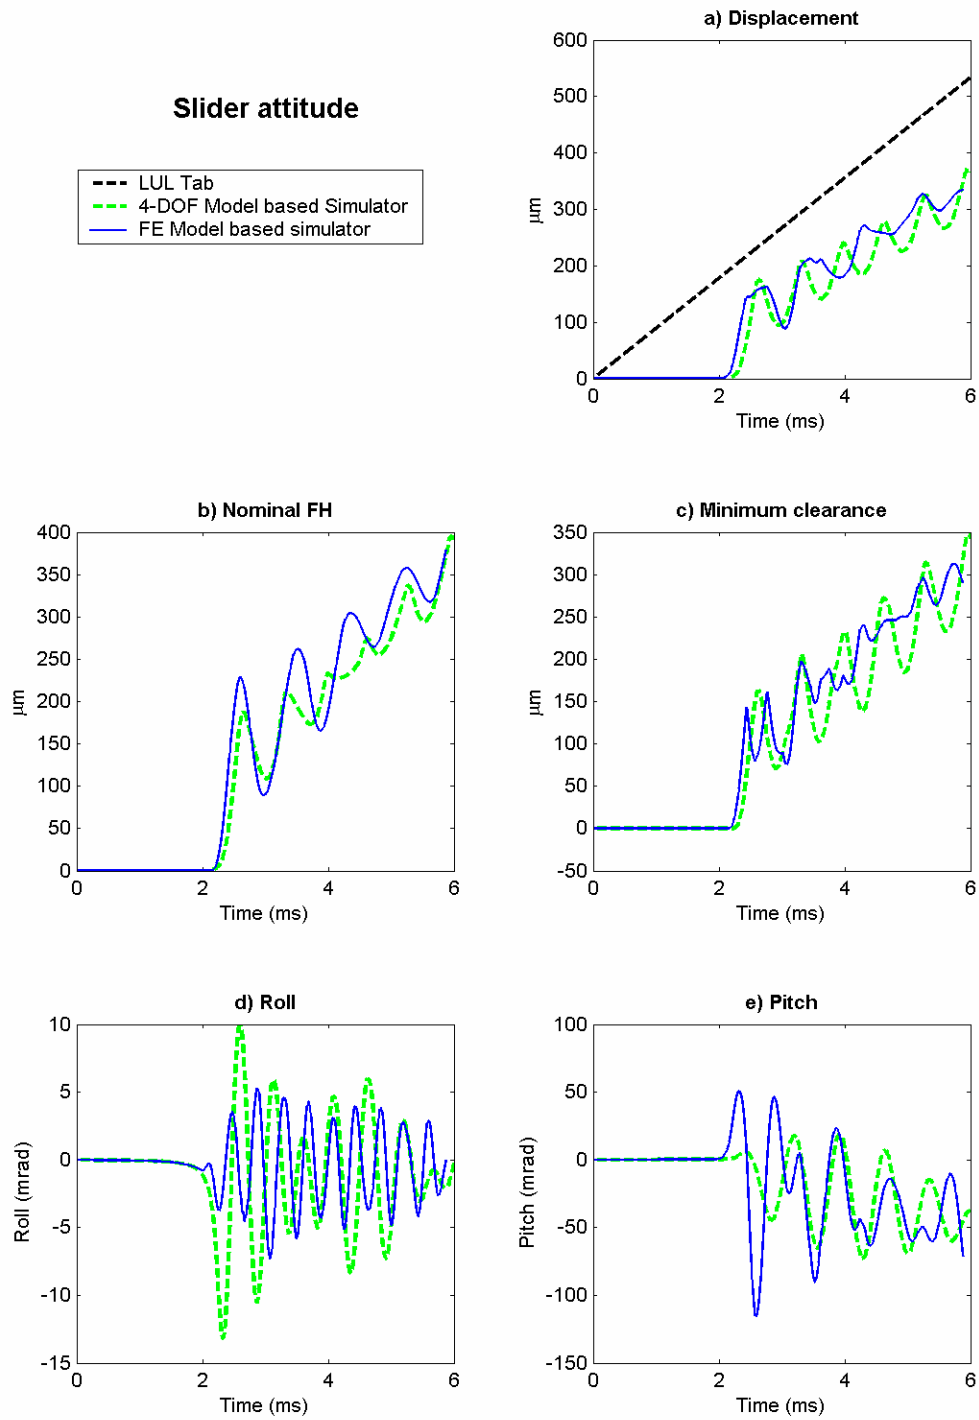 a) Displacement
600
500
400
300
200
100
0
µm
0 2 4 6
Time (ms)
Slider attitude
LUL Tab
4-DOF Model based Simulator
FE Model based simulator
b) Nominal FH
400
350
300
250
200
150
100
50
0
µm
0 2 4 6
Time (ms)
c) Minimum clearance
350
300
250
200
150
100
50
0
-50
µm
0 2 4 6
Time (ms)
d) Roll
10
5
0
-5
-10
-15
Roll (mrad)
0 2 4 6
Time (ms)
e) Pitch
100
50
0
-50
-100
-150
Pitch (mrad)
0 2 4 6
Time (ms)